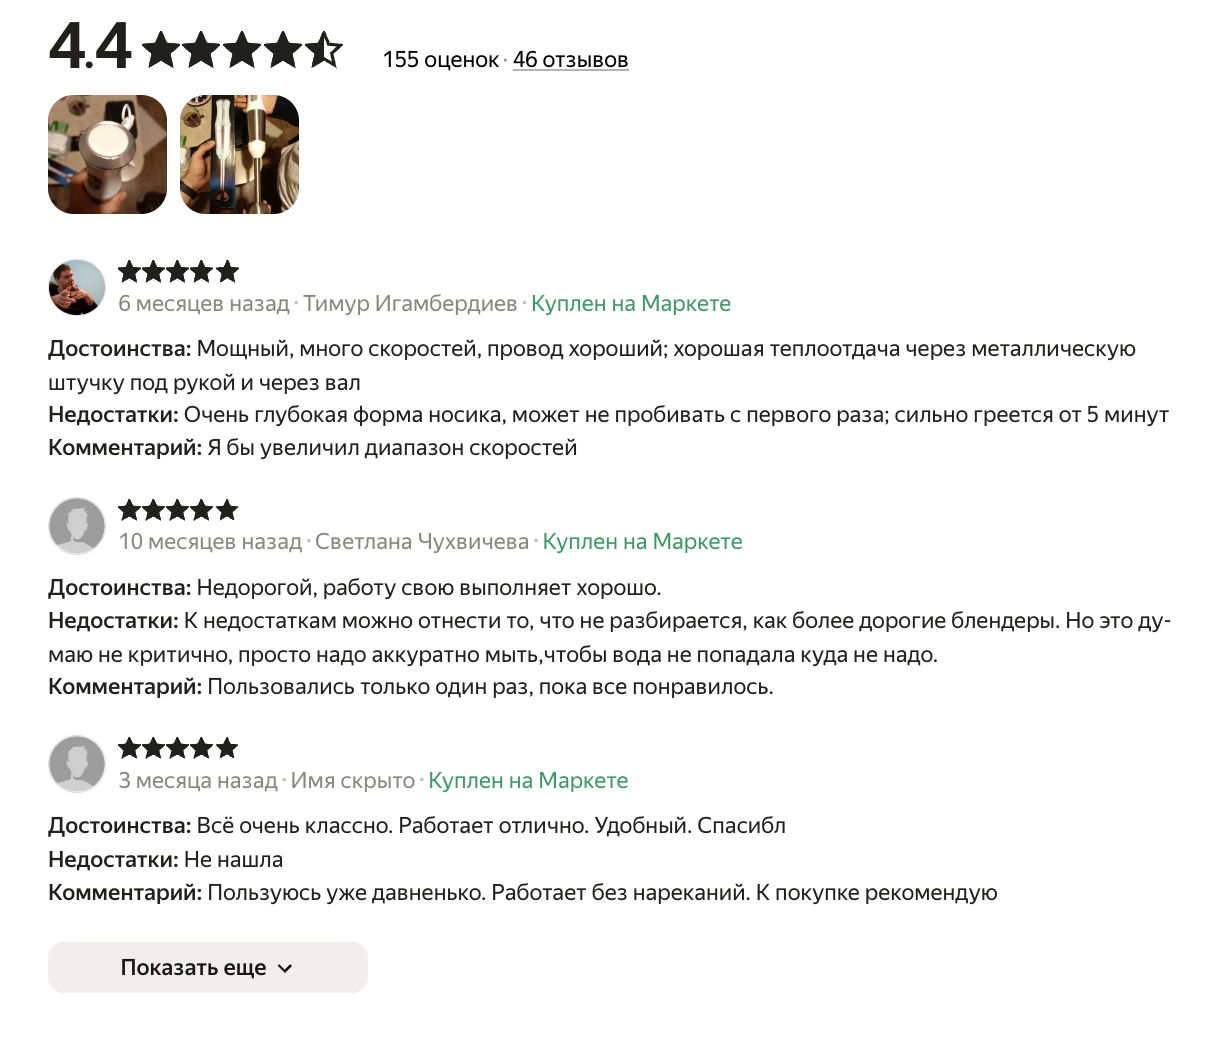 4.4
155 оценок · 46 отзывов
6 месяцев назад · Тимур Игамбердиев · Куплен на Маркете
Достоинства: Мощный, много скоростей, провод хороший; хорошая теплоотдача через металлическую
штучку под рукой и через вал
Недостатки: Очень глубокая форма носика, может не пробивать с первого раза; сильно греется от 5 минут
Комментарий: Я бы увеличил диапазон скоростей
10 месяцев назад · Светлана Чухвичева · Куплен на Маркете
Достоинства: Недорогой, работу свою выполняет хорошо.
Недостатки: К недостаткам можно отнести то, что не разбирается, как более дорогие блендеры. Но это ду-
маю не критично, просто надо аккуратно мыть,чтобы вода не попадала куда не надо.
Комментарий: Пользовались только один раз, пока все понравилось.
3 месяца назад · Имя скрыто · Куплен на Маркете
Достоинства: Всё очень классно. Работает отлично. Удобный. Спасибл
Недостатки: Не нашла
Комментарий: Пользуюсь уже давненько. Работает без нареканий. К покупке рекомендую
Показать еще